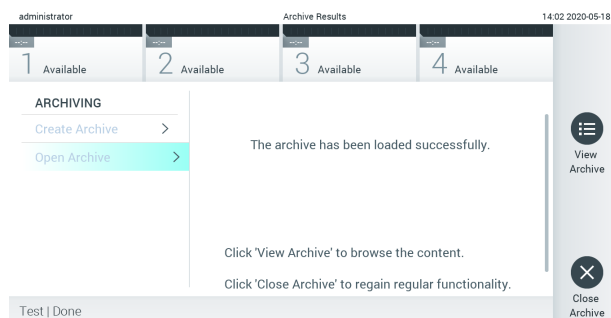 administrator Archive Results 14:02 2020-05-18
--:-- --:-- --:-- --:--
1 Available 2 Available 3 Available 4 Available
ARCHIVING
Create Archive
Open Archive
The archive has been loaded successfully.
Click 'View Archive' to browse the content.
Click 'Close Archive' to regain regular functionality.
View
Archive
Close
Archive
Test | Done